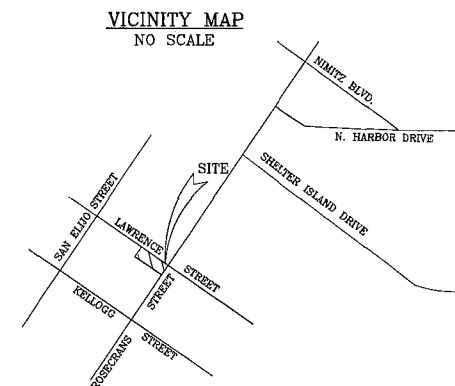 VICINITY MAP
NO SCALE
NIMITZ BLVD.
N. HARBOR DRIVE
SITE
SHELTER ISLAND DRIVE
SAN ELIJO STREET
LAWRENCE STREET
KELLOGG STREET
ROSECRANS STREET